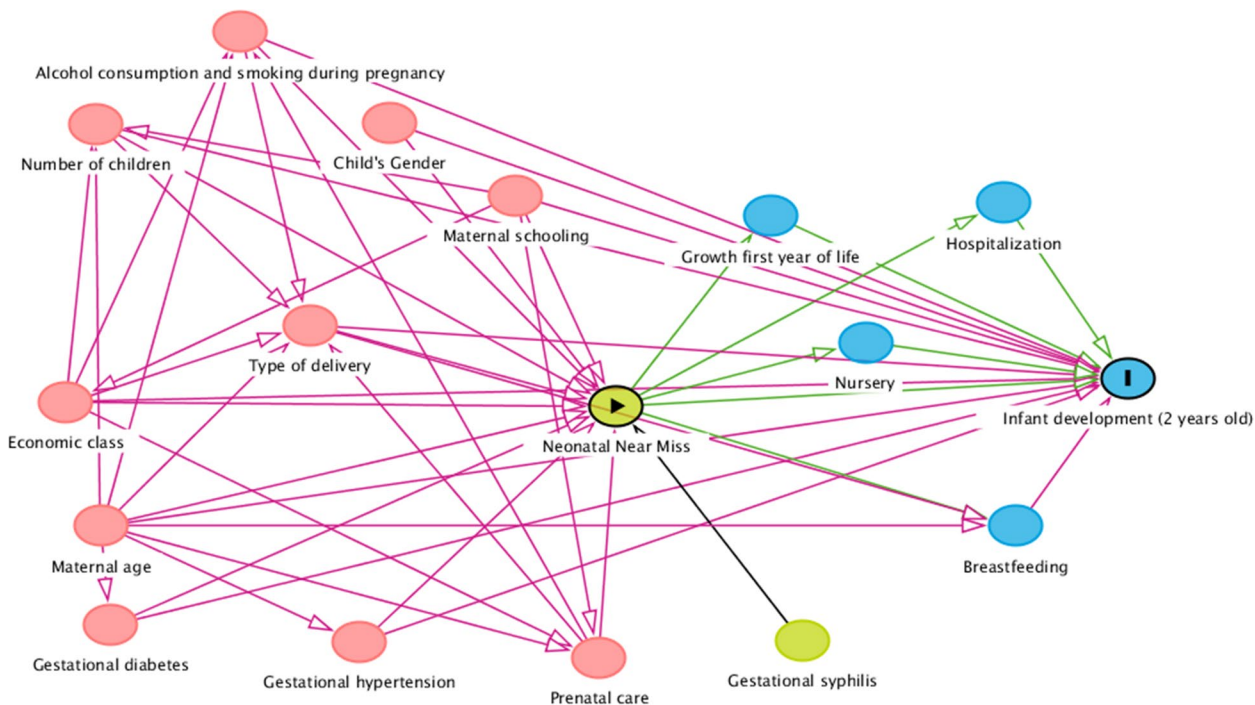 Alcohol consumption and smoking during pregnancy
Number of children
Child's Gender
Maternal schooling
Growth first year of life
Hospitalization
Type of delivery
Nursery
Infant development (2 years old)
Economic class
Neonatal Near Miss
Maternal age
Breastfeeding
Gestational diabetes
Gestational hypertension
Prenatal care
Gestational syphilis